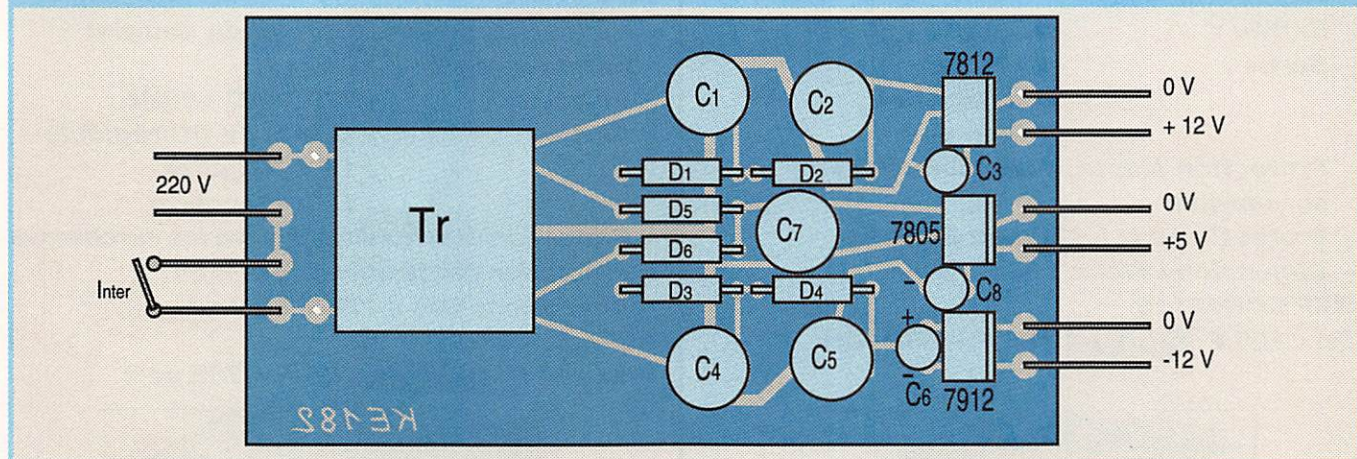 220 V
Inter
Tr
C1
C2
C3
C4
C5
C6
C7
C8
D1
D2
D5
D6
D3
D4
7812
7805
7912
0 V
+ 12 V
0 V
+5 V
0 V
-12 V
+
-
-
KE182